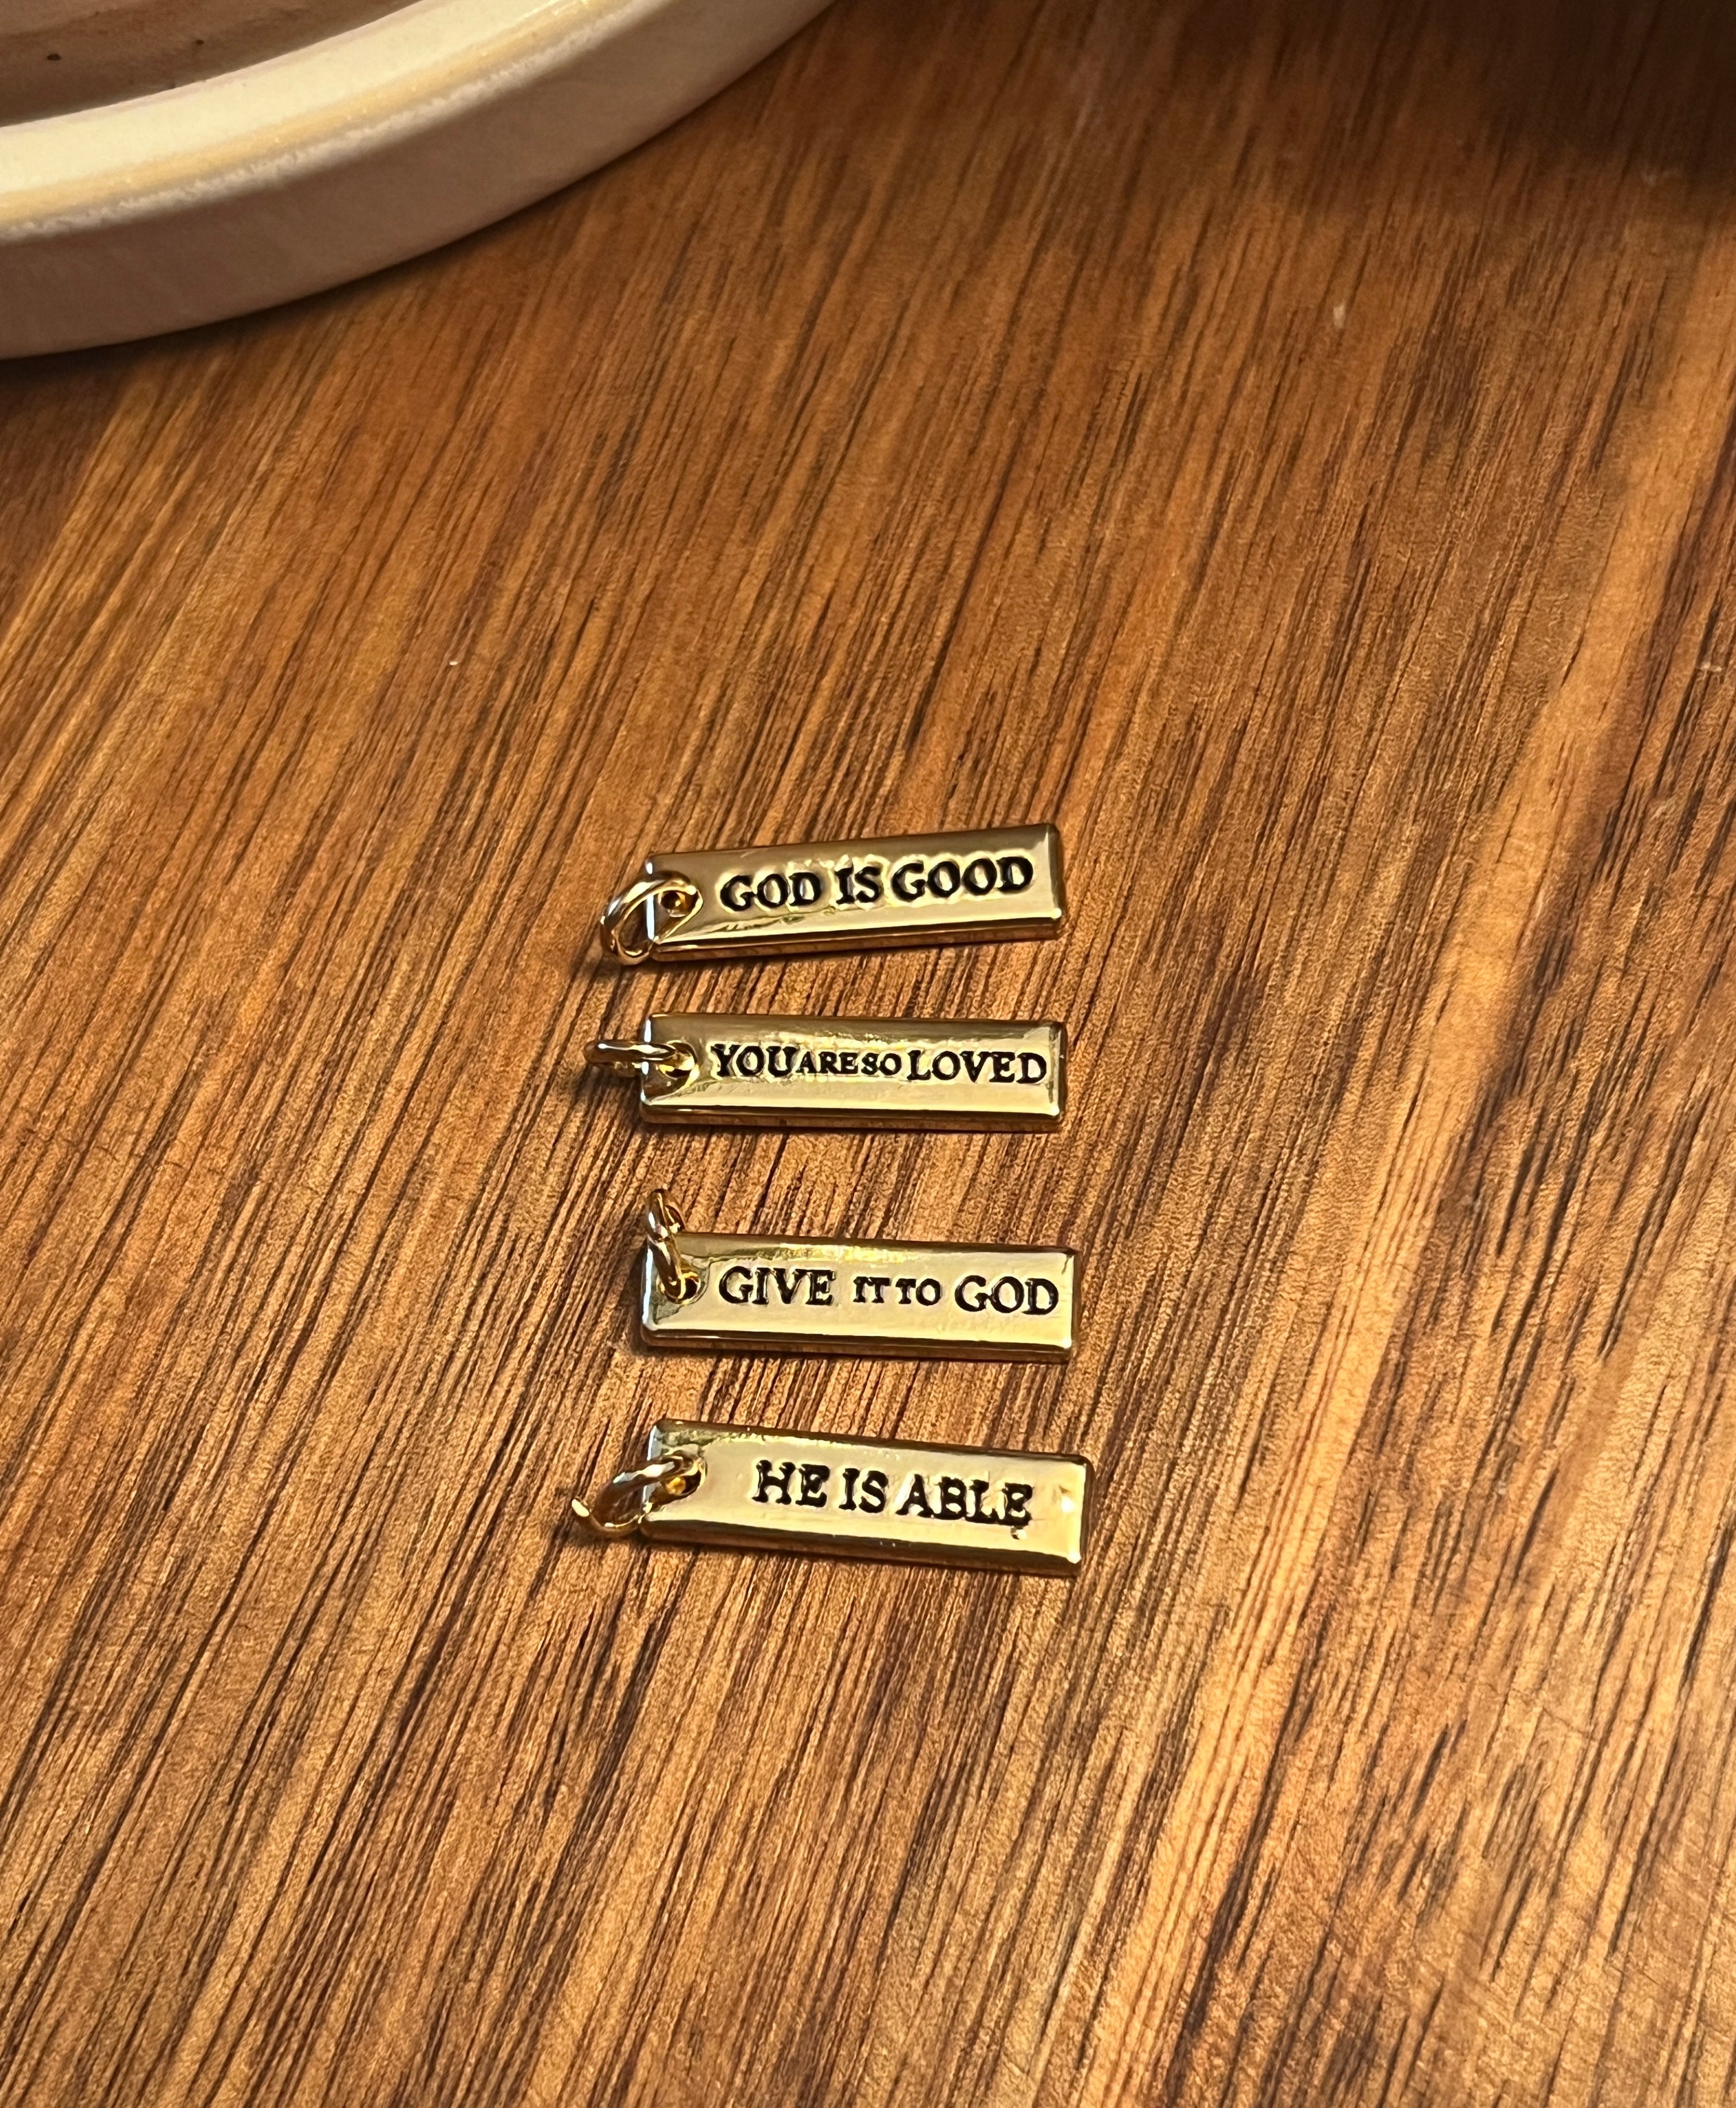 GOD IS GOOD
YOU ARE SO LOVED
GIVE IT TO GOD
HE IS ABLE